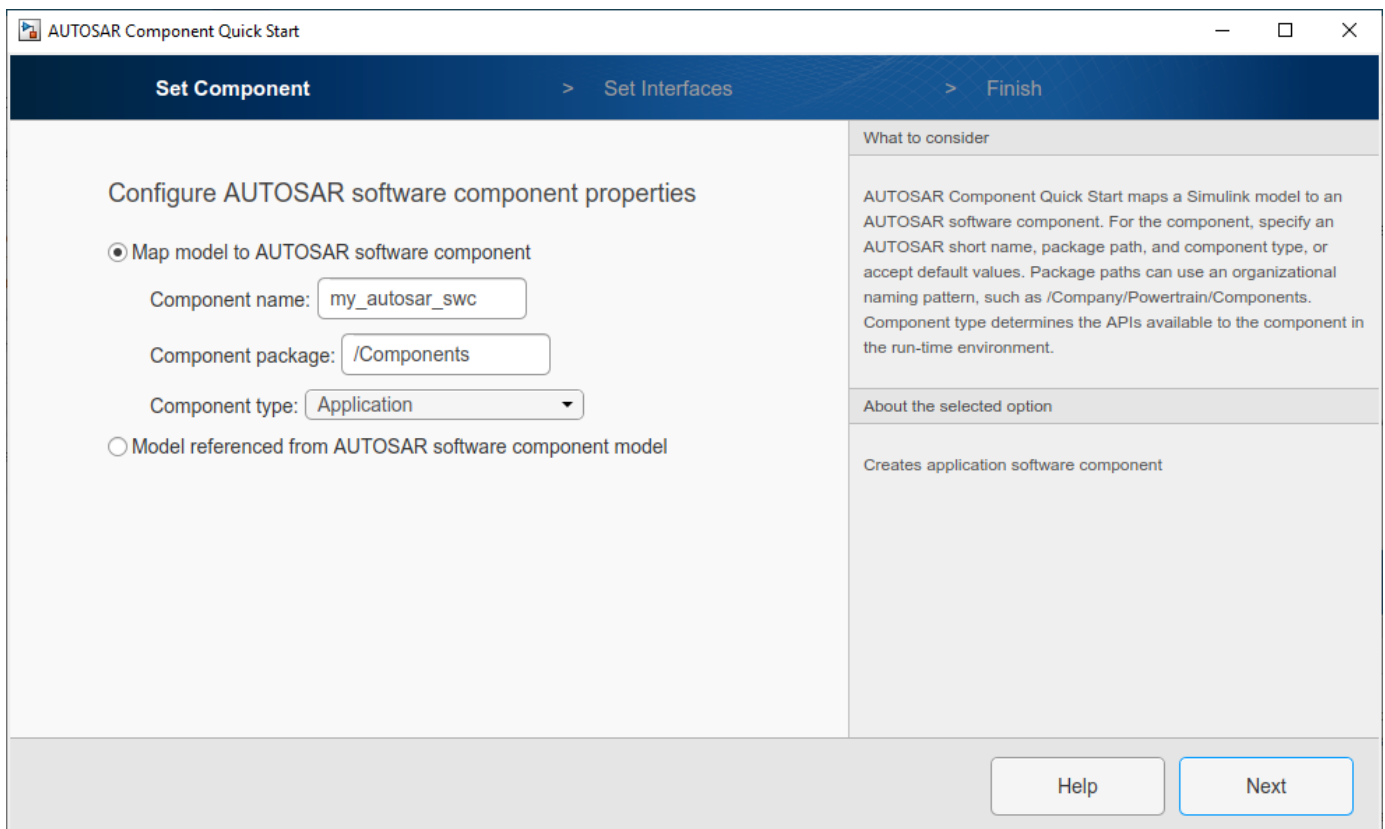 AUTOSAR Component Quick Start
Set Component > Set Interfaces > Finish
Configure AUTOSAR software component properties
Map model to AUTOSAR software component
Component name: my_autosar_swc
Component package: /Components
Component type: Application
Model referenced from AUTOSAR software component model
What to consider
AUTOSAR Component Quick Start maps a Simulink model to an
AUTOSAR software component. For the component, specify an
AUTOSAR short name, package path, and component type, or
accept default values. Package paths can use an organizational
naming pattern, such as /Company/Powertrain/Components.
Component type determines the APIs available to the component in
the run-time environment.
About the selected option
Creates application software component
Help
Next